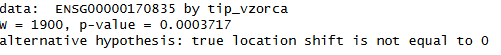 data:  ENSG00000170835 by tip_vzorca
W = 1900, p-value = 0.0003717
alternative hypothesis: true location shift is not equal to 0